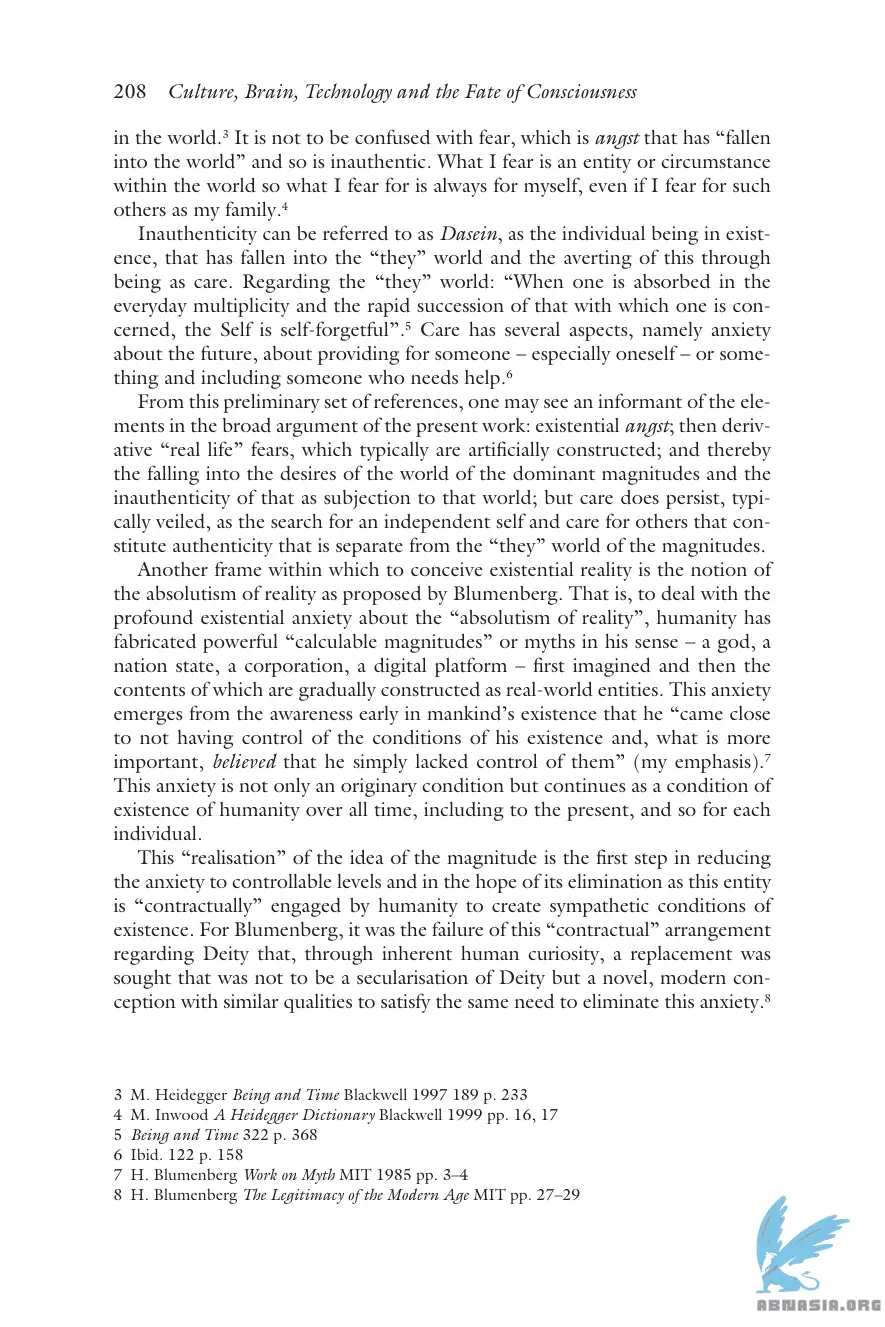 208 Culture, Brain, Technology and the Fate of Consciousness
in the world.³ It is not to be confused with fear, which is angst that has “fallen
into the world” and so is inauthentic. What I fear is an entity or circumstance
within the world so what I fear for is always for myself, even if I fear for such
others as my family.⁴
Inauthenticity can be referred to as Dasein, as the individual being in exist-
ence, that has fallen into the “they” world and the averting of this through
being as care. Regarding the “they” world: “When one is absorbed in the
everyday multiplicity and the rapid succession of that with which one is con-
cerned, the Self is self-forgetful”.⁵ Care has several aspects, namely anxiety
about the future, about providing for someone – especially oneself – or some-
thing and including someone who needs help.⁶
From this preliminary set of references, one may see an informant of the ele-
ments in the broad argument of the present work: existential angst; then deriv-
ative “real life” fears, which typically are artificially constructed; and thereby
the falling into the desires of the world of the dominant magnitudes and the
inauthenticity of that as subjection to that world; but care does persist, typi-
cally veiled, as the search for an independent self and care for others that con-
stitute authenticity that is separate from the “they” world of the magnitudes.
Another frame within which to conceive existential reality is the notion of
the absolutism of reality as proposed by Blumenberg. That is, to deal with the
profound existential anxiety about the “absolutism of reality”, humanity has
fabricated powerful “calculable magnitudes” or myths in his sense – a god, a
nation state, a corporation, a digital platform – first imagined and then the
contents of which are gradually constructed as real-world entities. This anxiety
emerges from the awareness early in mankind’s existence that he “came close
to not having control of the conditions of his existence and, what is more
important, believed that he simply lacked control of them” (my emphasis).⁷
This anxiety is not only an originary condition but continues as a condition of
existence of humanity over all time, including to the present, and so for each
individual.
This “realisation” of the idea of the magnitude is the first step in reducing
the anxiety to controllable levels and in the hope of its elimination as this entity
is “contractually” engaged by humanity to create sympathetic conditions of
existence. For Blumenberg, it was the failure of this “contractual” arrangement
regarding Deity that, through inherent human curiosity, a replacement was
sought that was not to be a secularisation of Deity but a novel, modern con-
ception with similar qualities to satisfy the same need to eliminate this anxiety.⁸
3 M. Heidegger Being and Time Blackwell 1997 189 p. 233
4 M. Inwood A Heidegger Dictionary Blackwell 1999 pp. 16, 17
5 Being and Time 322 p. 368
6 Ibid. 122 p. 158
7 H. Blumenberg Work on Myth MIT 1985 pp. 3–4
8 H. Blumenberg The Legitimacy of the Modern Age MIT pp. 27–29
ABNASIA.ORG